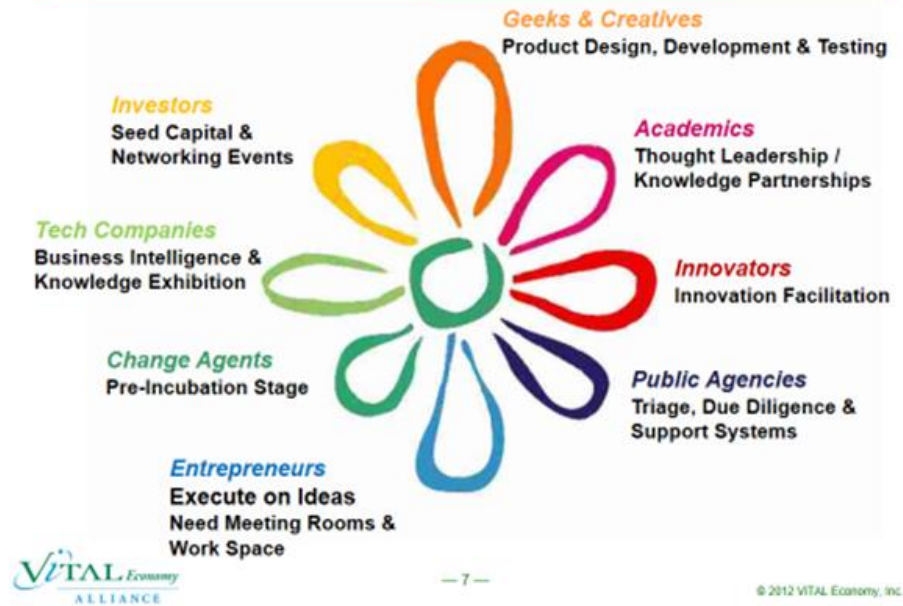 Geeks & Creatives
Product Design, Development & Testing
Investors
Seed Capital &
Networking Events
Academics
Thought Leadership /
Knowledge Partnerships
Tech Companies
Business Intelligence &
Knowledge Exhibition
Innovators
Innovation Facilitation
Change Agents
Pre-Incubation Stage
Public Agencies
Triage, Due Diligence &
Support Systems
Entrepreneurs
Execute on Ideas
Need Meeting Rooms &
Work Space
ViTAL Economy
ALLIANCE
— 7 —
© 2012 ViTAL Economy, Inc.